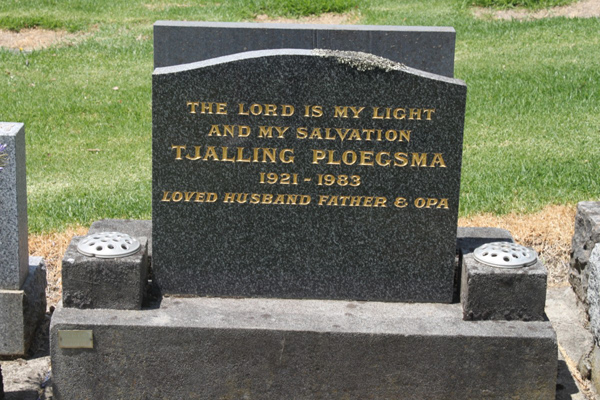 THE LORD IS MY LIGHT
AND MY SALVATION
TJALLING PLOEGSMA
1921 - 1983
LOVED HUSBAND FATHER & OPA